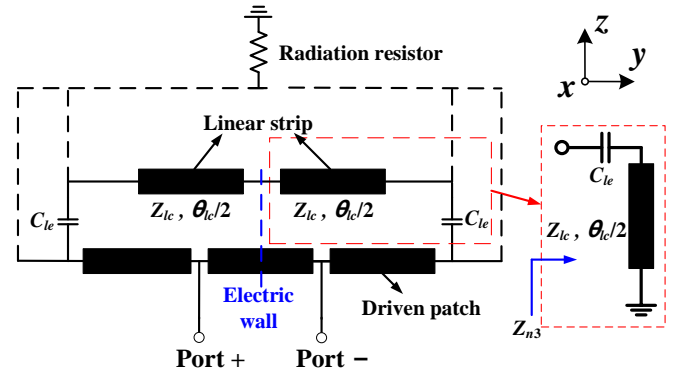 Radiation resistor
z
y
x
Linear strip
C_le
Z_lc , θ_lc/2
Z_lc , θ_lc/2
C_le
C_le
Z_lc , θ_lc/2
Electric
wall
Driven patch
Z_n3
Port +
Port −